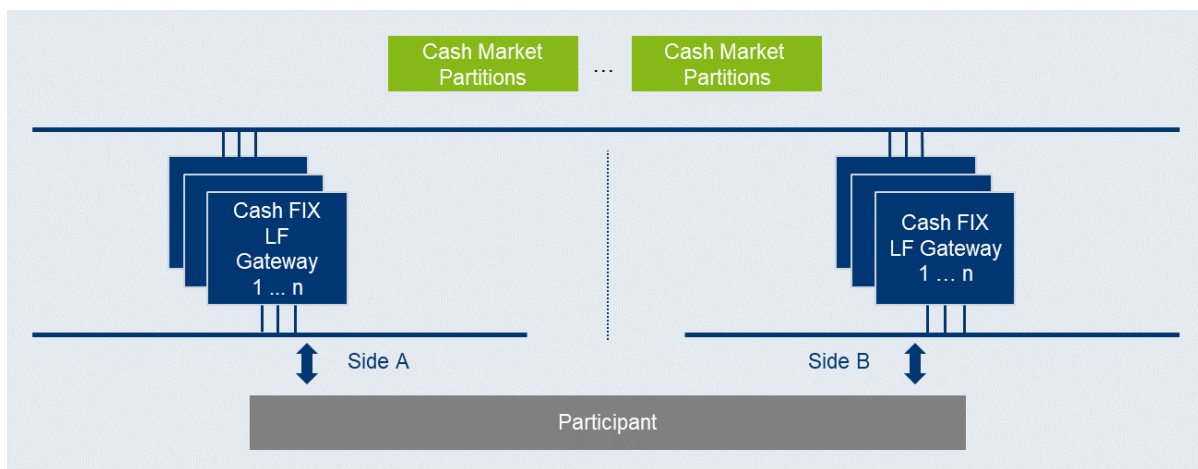 Cash Market
Partitions
...
Cash Market
Partitions
Cash FIX
LF
Gateway
1 ... n
Cash FIX
LF Gateway
1 ... n
Side A
Side B
Participant